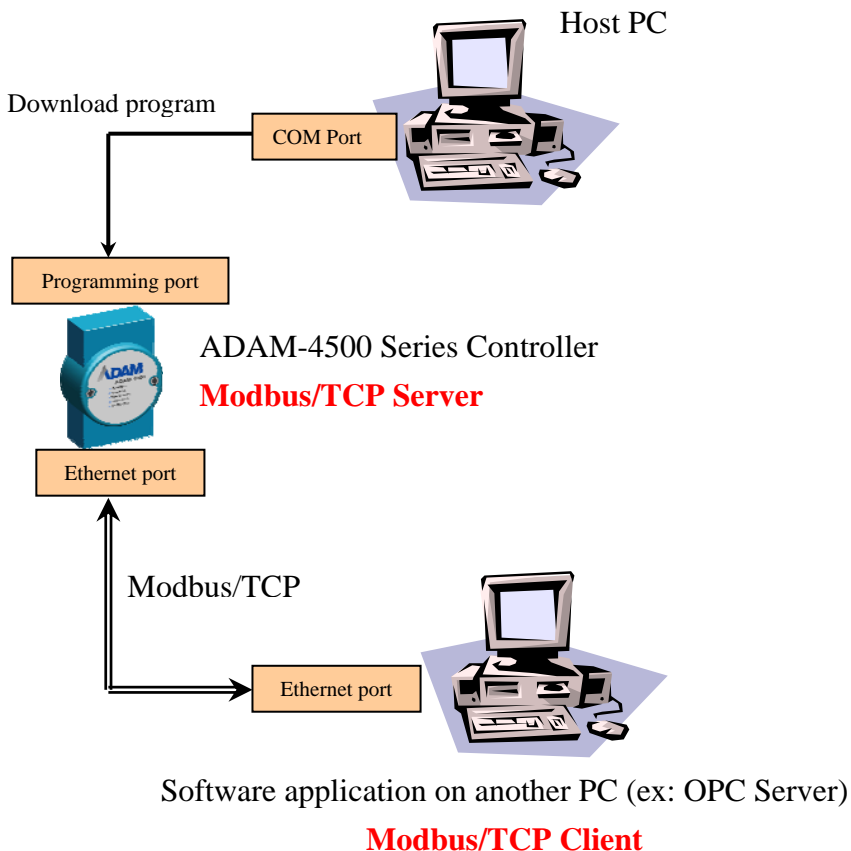 Host PC
Download program
COM Port
Programming port
ADAM
ADAM-4500 Series Controller
Modbus/TCP Server
Ethernet port
Modbus/TCP
Ethernet port
Software application on another PC (ex: OPC Server)
Modbus/TCP Client